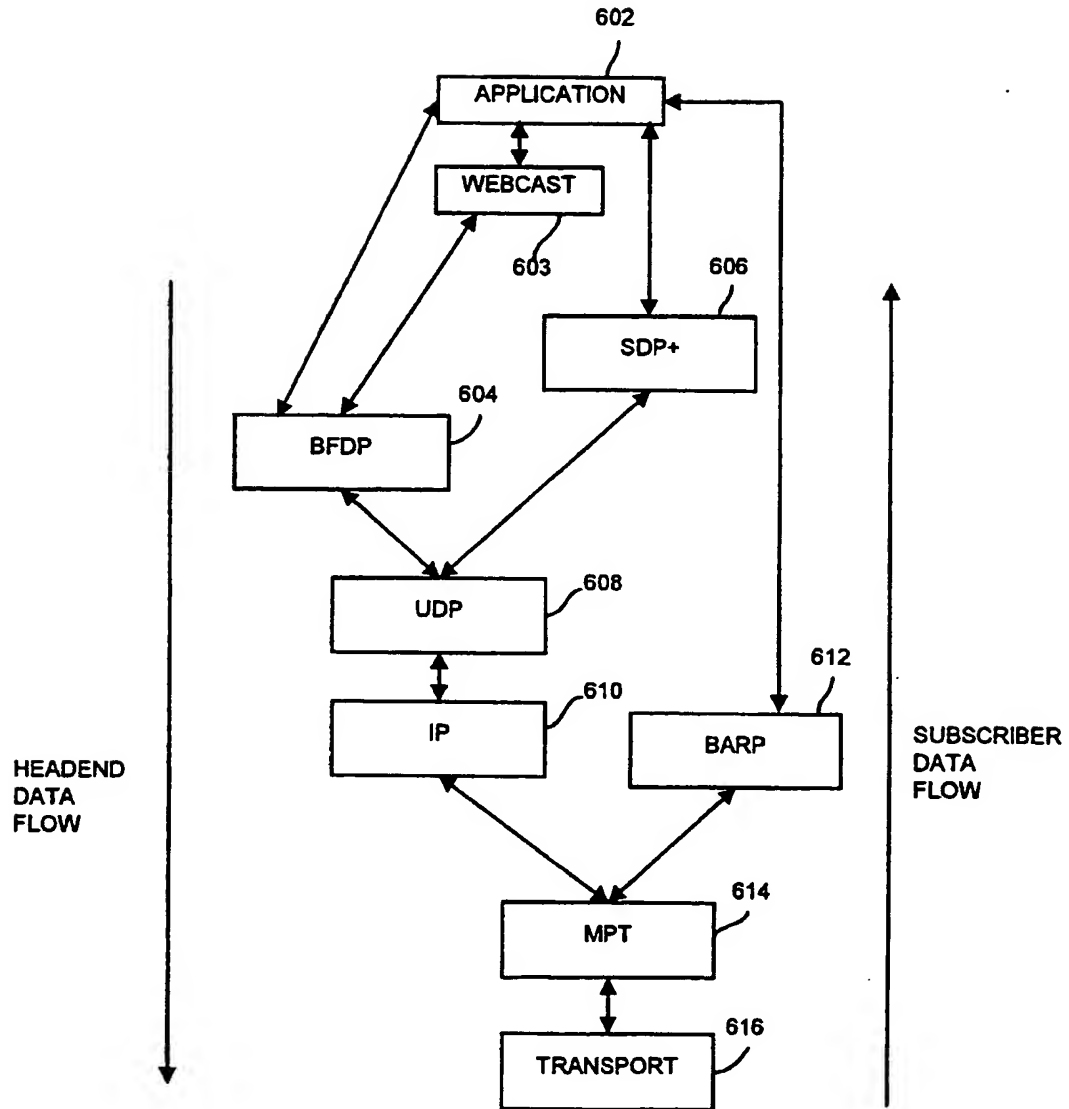 602
APPLICATION
WEBCAST
603
606
SDP+
604
BFDP
608
UDP
610
IP
612
BARP
HEADEND
DATA
FLOW
SUBSCRIBER
DATA
FLOW
614
MPT
616
TRANSPORT